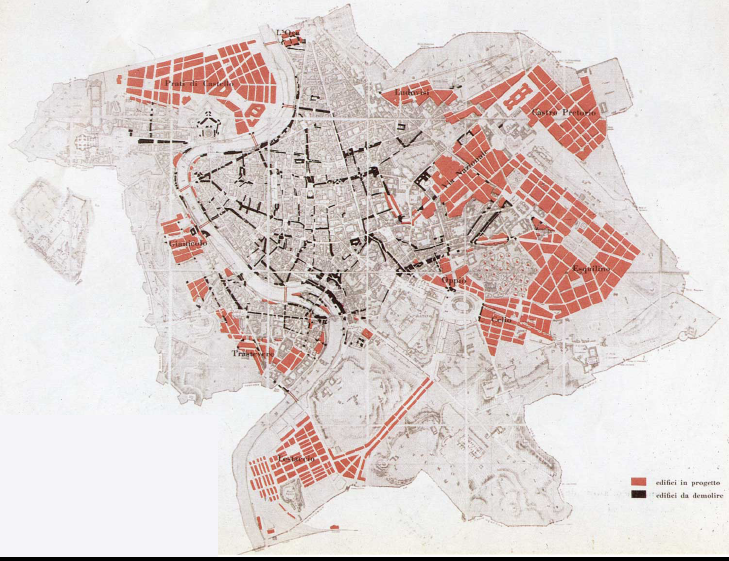 L'Oca
Prati di Castello
Ludovisi
Castro Pretorio
Via Nazionale
Gianicolo
Esquilino
Oppio
Celio
Trastevere
Testaccio
edifici in progetto
edifici da demolire